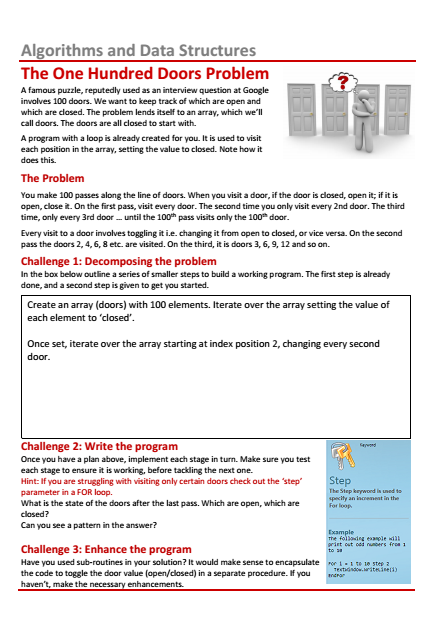 Algorithms and Data Structures
The One Hundred Doors Problem
A famous puzzle, reputedly used as an interview question at Google
involves 100 doors. We want to keep track of which are open and
which are closed. The problem lends itself to an array, which we'll
call doors. The doors are all closed to start with.
A program with a loop is already created for you. It is used to visit
each position in the array, setting the value to closed. Note how it
does this.
?
The Problem
You make 100 passes along the line of doors. When you visit a door, if the door is closed, open it; if it is
open, close it. On the first pass, visit every door. The second time you only visit every 2nd door. The third
time, only every 3rd door … until the 100th pass visits only the 100th door.
Every visit to a door involves toggling it i.e. changing it from open to closed, or vice versa. On the second
pass the doors 2, 4, 6, 8 etc. are visited. On the third, it is doors 3, 6, 9, 12 and so on.
Challenge 1: Decomposing the problem
In the box below outline a series of smaller steps to build a working program. The first step is already
done, and a second step is given to get you started.
Create an array (doors) with 100 elements. Iterate over the array setting the value of
each element to 'closed'.
Once set, iterate over the array starting at index position 2, changing every second
door.
Challenge 2: Write the program
Once you have a plan above, implement each stage in turn. Make sure you test
each stage to ensure it is working, before tackling the next one.
Hint: If you are struggling with visiting only certain doors check out the 'step'
parameter in a FOR loop.
What is the state of the doors after the last pass. Which are open, which are
closed?
Can you see a pattern in the answer?
Challenge 3: Enhance the program
Have you used sub-routines in your solution? It would make sense to encapsulate
the code to toggle the door value (open/closed) in a separate procedure. If you
haven't, make the necessary enhancements.
Keyword
Step
The Step keyword is used to
specify an increment in the
For loop.
Example
The following example will
print out odd numbers from 1
to 10
For i = 1 to 10 Step 2
TextWindow.WriteLine(i)
EndFor